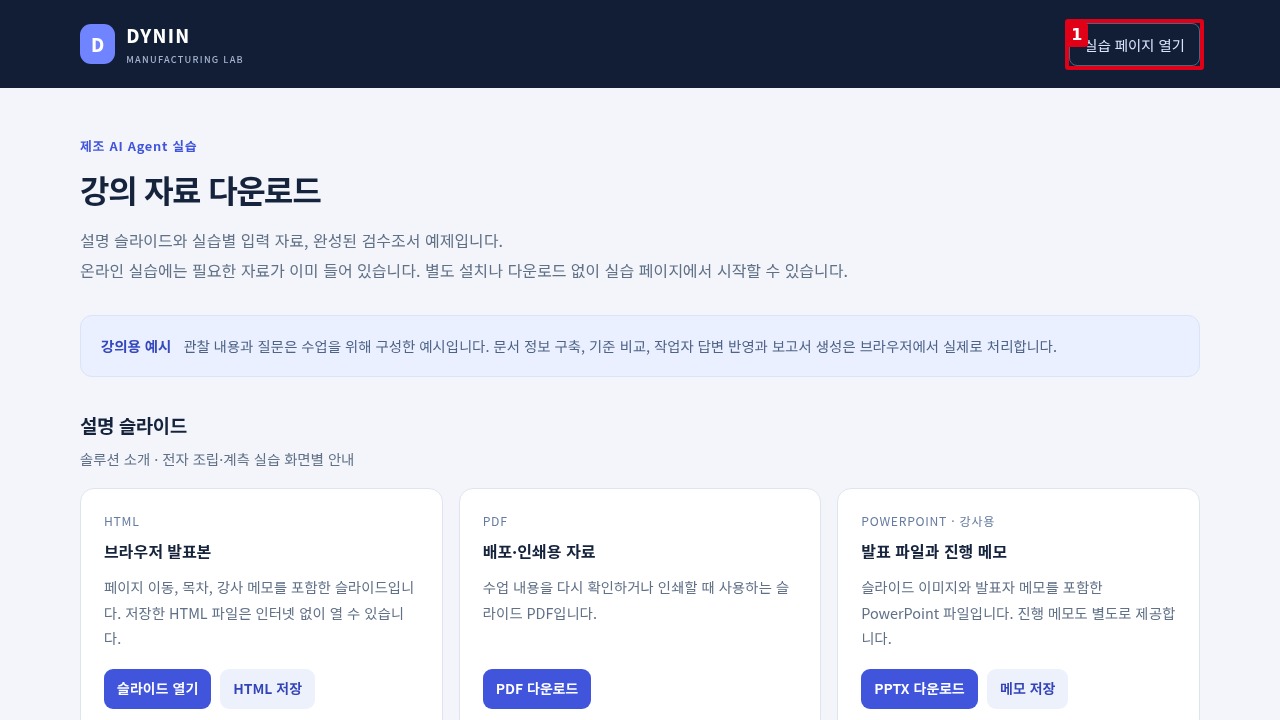 D
DYNIN
MANUFACTURING LAB
1
실습 페이지 열기
제조 AI Agent 실습
강의 자료 다운로드
설명 슬라이드와 실습별 입력 자료, 완성된 검수조서 예제입니다.
온라인 실습에는 필요한 자료가 이미 들어 있습니다. 별도 설치나 다운로드 없이 실습 페이지에서 시작할 수 있습니다.
강의용 예시 관찰 내용과 질문은 수업을 위해 구성한 예시입니다. 문서 정보 구축, 기준 비교, 작업자 답변 반영과 보고서 생성은 브라우저에서 실제로 처리합니다.
설명 슬라이드
솔루션 소개 · 전자 조립·계측 실습 화면별 안내
HTML
브라우저 발표본
페이지 이동, 목차, 강사 메모를 포함한 슬라이드입니
다. 저장한 HTML 파일은 인터넷 없이 열 수 있습니
다.
슬라이드 열기
HTML 저장
PDF
배포·인쇄용 자료
수업 내용을 다시 확인하거나 인쇄할 때 사용하는 슬
라이드 PDF입니다.
PDF 다운로드
POWERPOINT · 강사용
발표 파일과 진행 메모
슬라이드 이미지와 발표자 메모를 포함한
PowerPoint 파일입니다. 진행 메모도 별도로 제공합
니다.
PPTX 다운로드
메모 저장